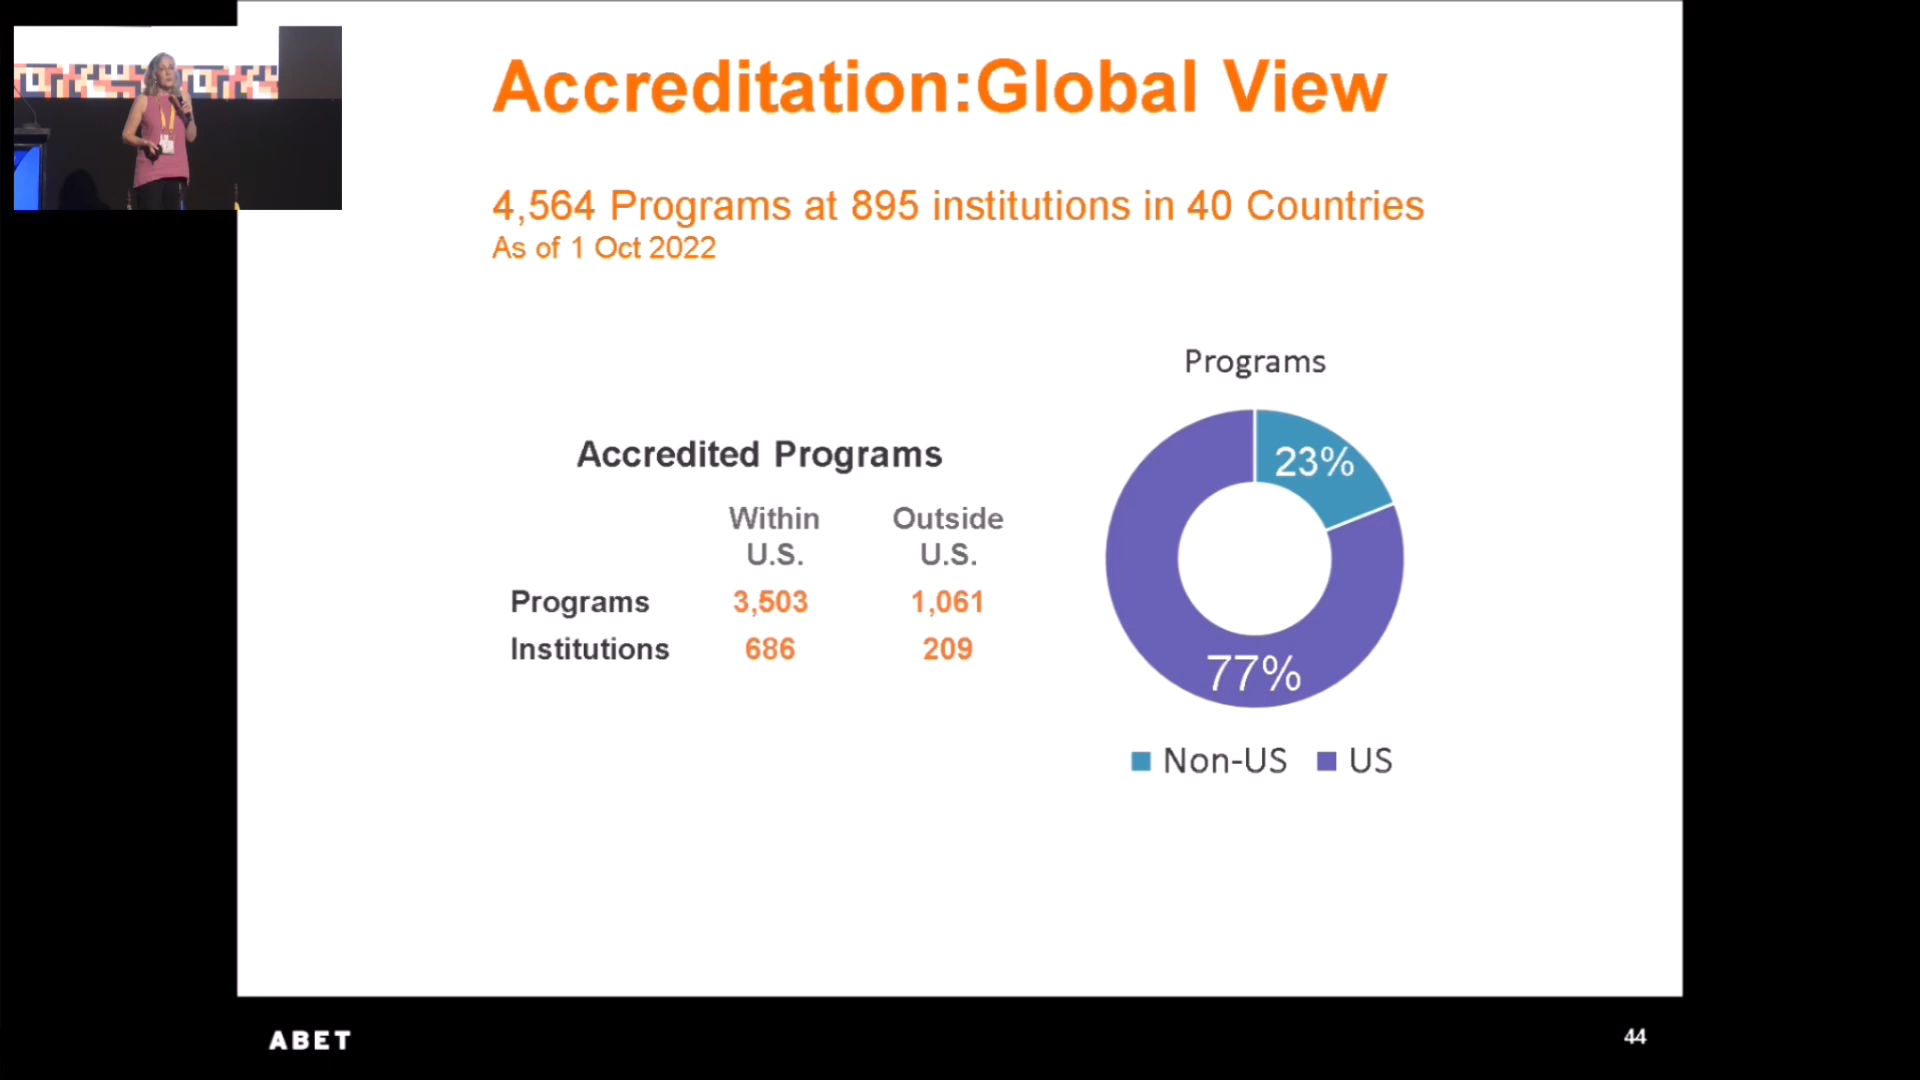 Accreditation:Global View
4,564 Programs at 895 institutions in 40 Countries
As of 1 Oct 2022
Accredited Programs
Within U.S.
Outside U.S.
Programs 3,503 1,061
Institutions 686 209
Programs
23%
77%
Non-US US
ABET
44